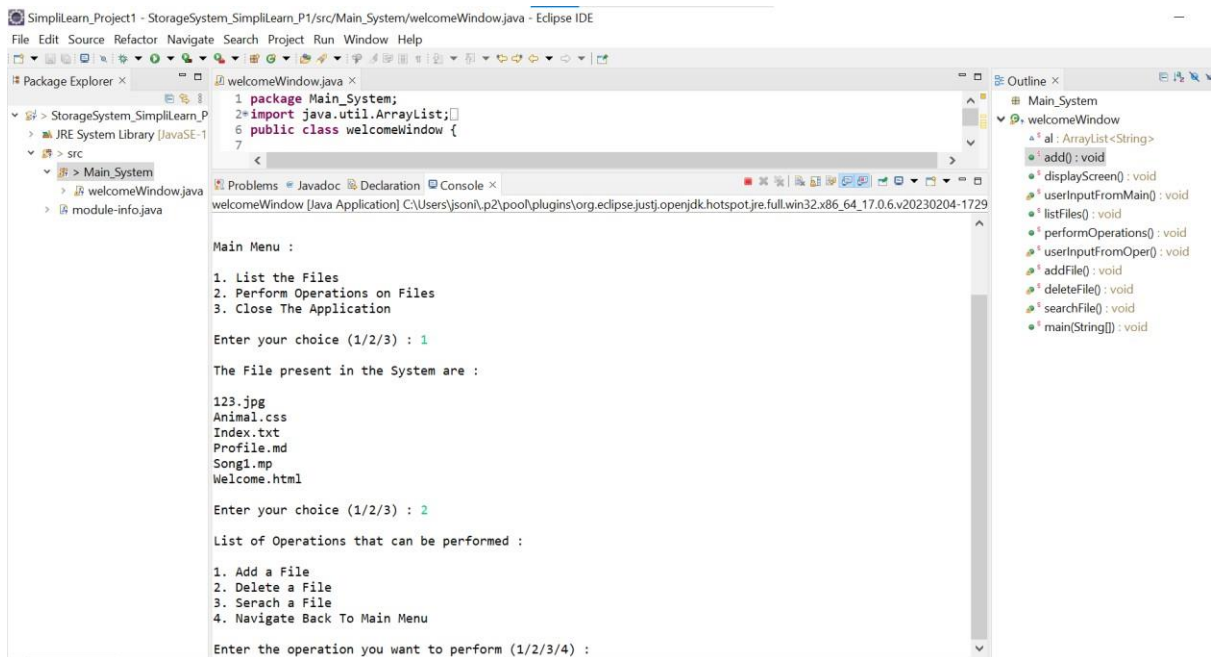 SimpliLearn_Project1 - StorageSystem_SimpliLearn_P1/src/Main_System/welcomeWindow.java - Eclipse IDE
File Edit Source Refactor Navigate Search Project Run Window Help
Package Explorer
> StorageSystem_SimpliLearn_P
JRE System Library [JavaSE-1
> src
> Main_System
welcomeWindow.java
module-info.java
welcomeWindow.java
1 package Main_System;
2 import java.util.ArrayList;
6 public class welcomeWindow {
7
Problems Javadoc Declaration Console
welcomeWindow [Java Application] C:\Users\jsoni\.p2\pool\plugins\org.eclipse.justj.openjdk.hotspot.jre.full.win32.x86_64_17.0.6.v20230204-1729
Main Menu :
1. List the Files
2. Perform Operations on Files
3. Close The Application
Enter your choice (1/2/3) : 1
The File present in the System are :
123.jpg
Animal.css
Index.txt
Profile.md
Song1.mp
Welcome.html
Enter your choice (1/2/3) : 2
List of Operations that can be performed :
1. Add a File
2. Delete a File
3. Serach a File
4. Navigate Back To Main Menu
Enter the operation you want to perform (1/2/3/4) :
Outline
Main_System
welcomeWindow
al : ArrayList<String>
add() : void
displayScreen() : void
userInputFromMain() : void
listFiles() : void
performOperations() : void
userInputFromOper() : void
addFile() : void
deleteFile() : void
searchFile() : void
main(String[]) : void